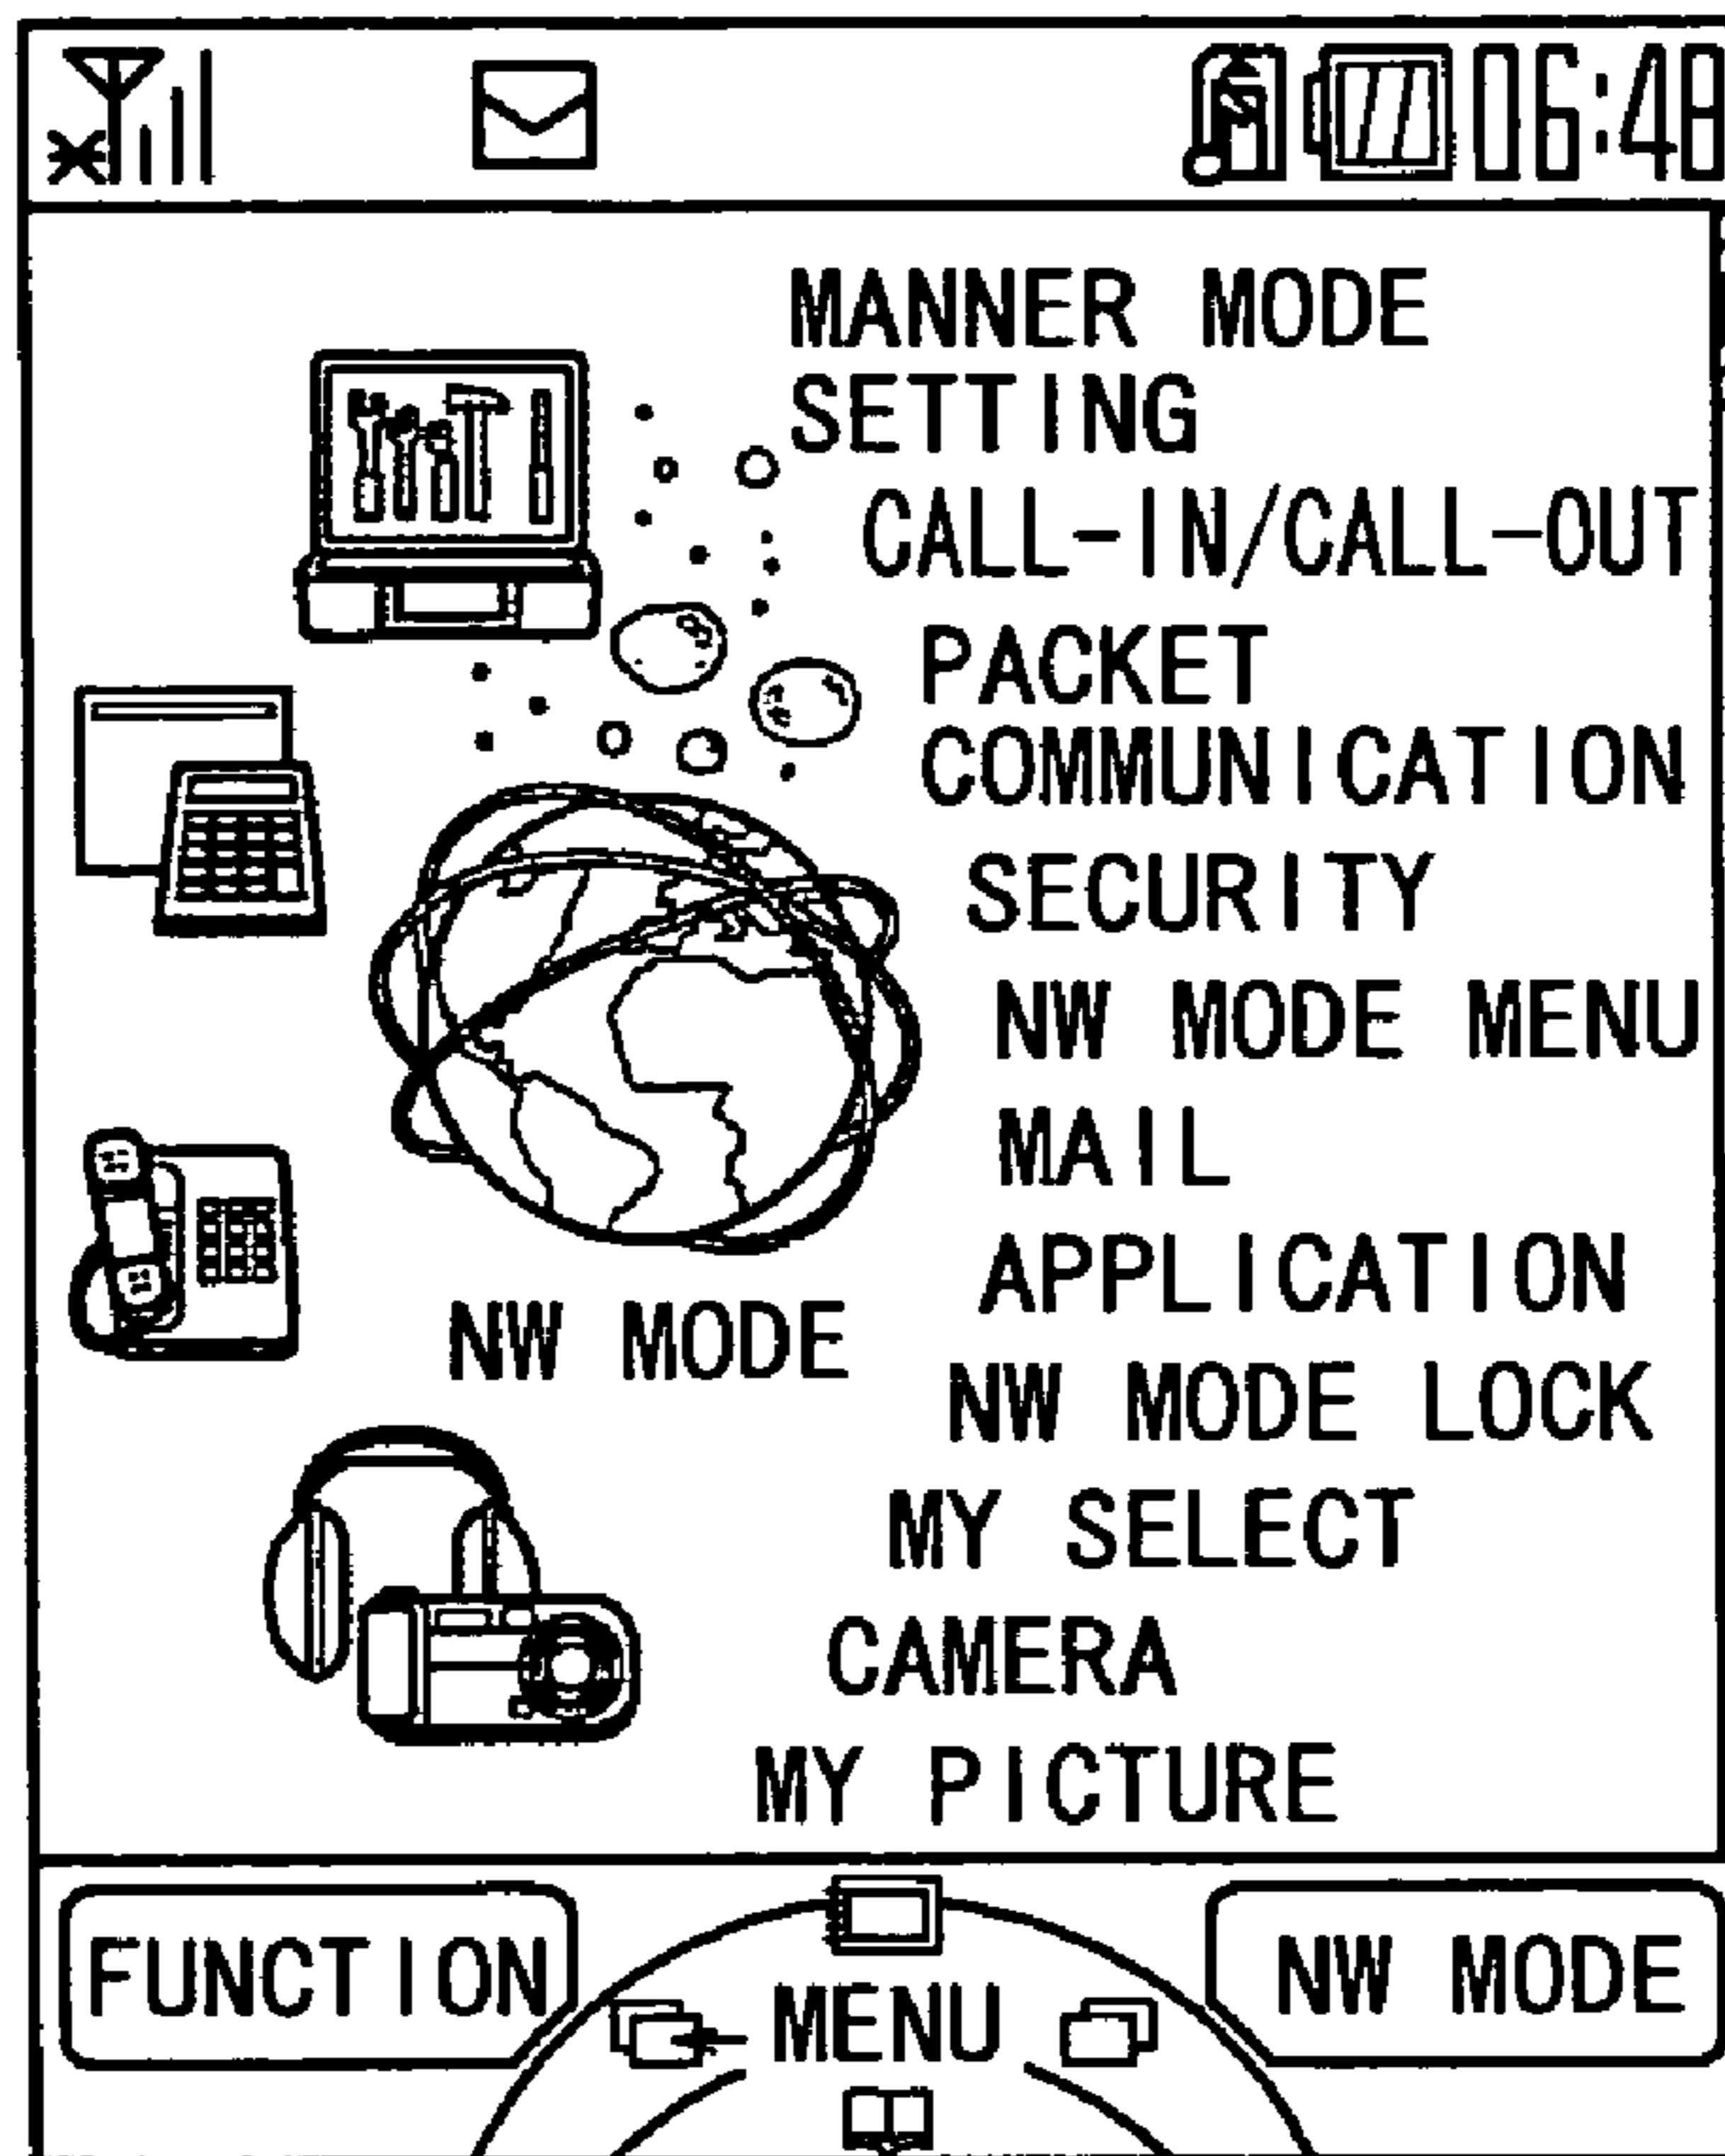 06:48
MANNER MODE
SETTING
CALL-IN/CALL-OUT
PACKET
COMMUNICATION
SECURITY
NW MODE MENU
MAIL
APPLICATION
NW MODE
NW MODE LOCK
MY SELECT
CAMERA
MY PICTURE
FUNCTION
MENU
NW MODE